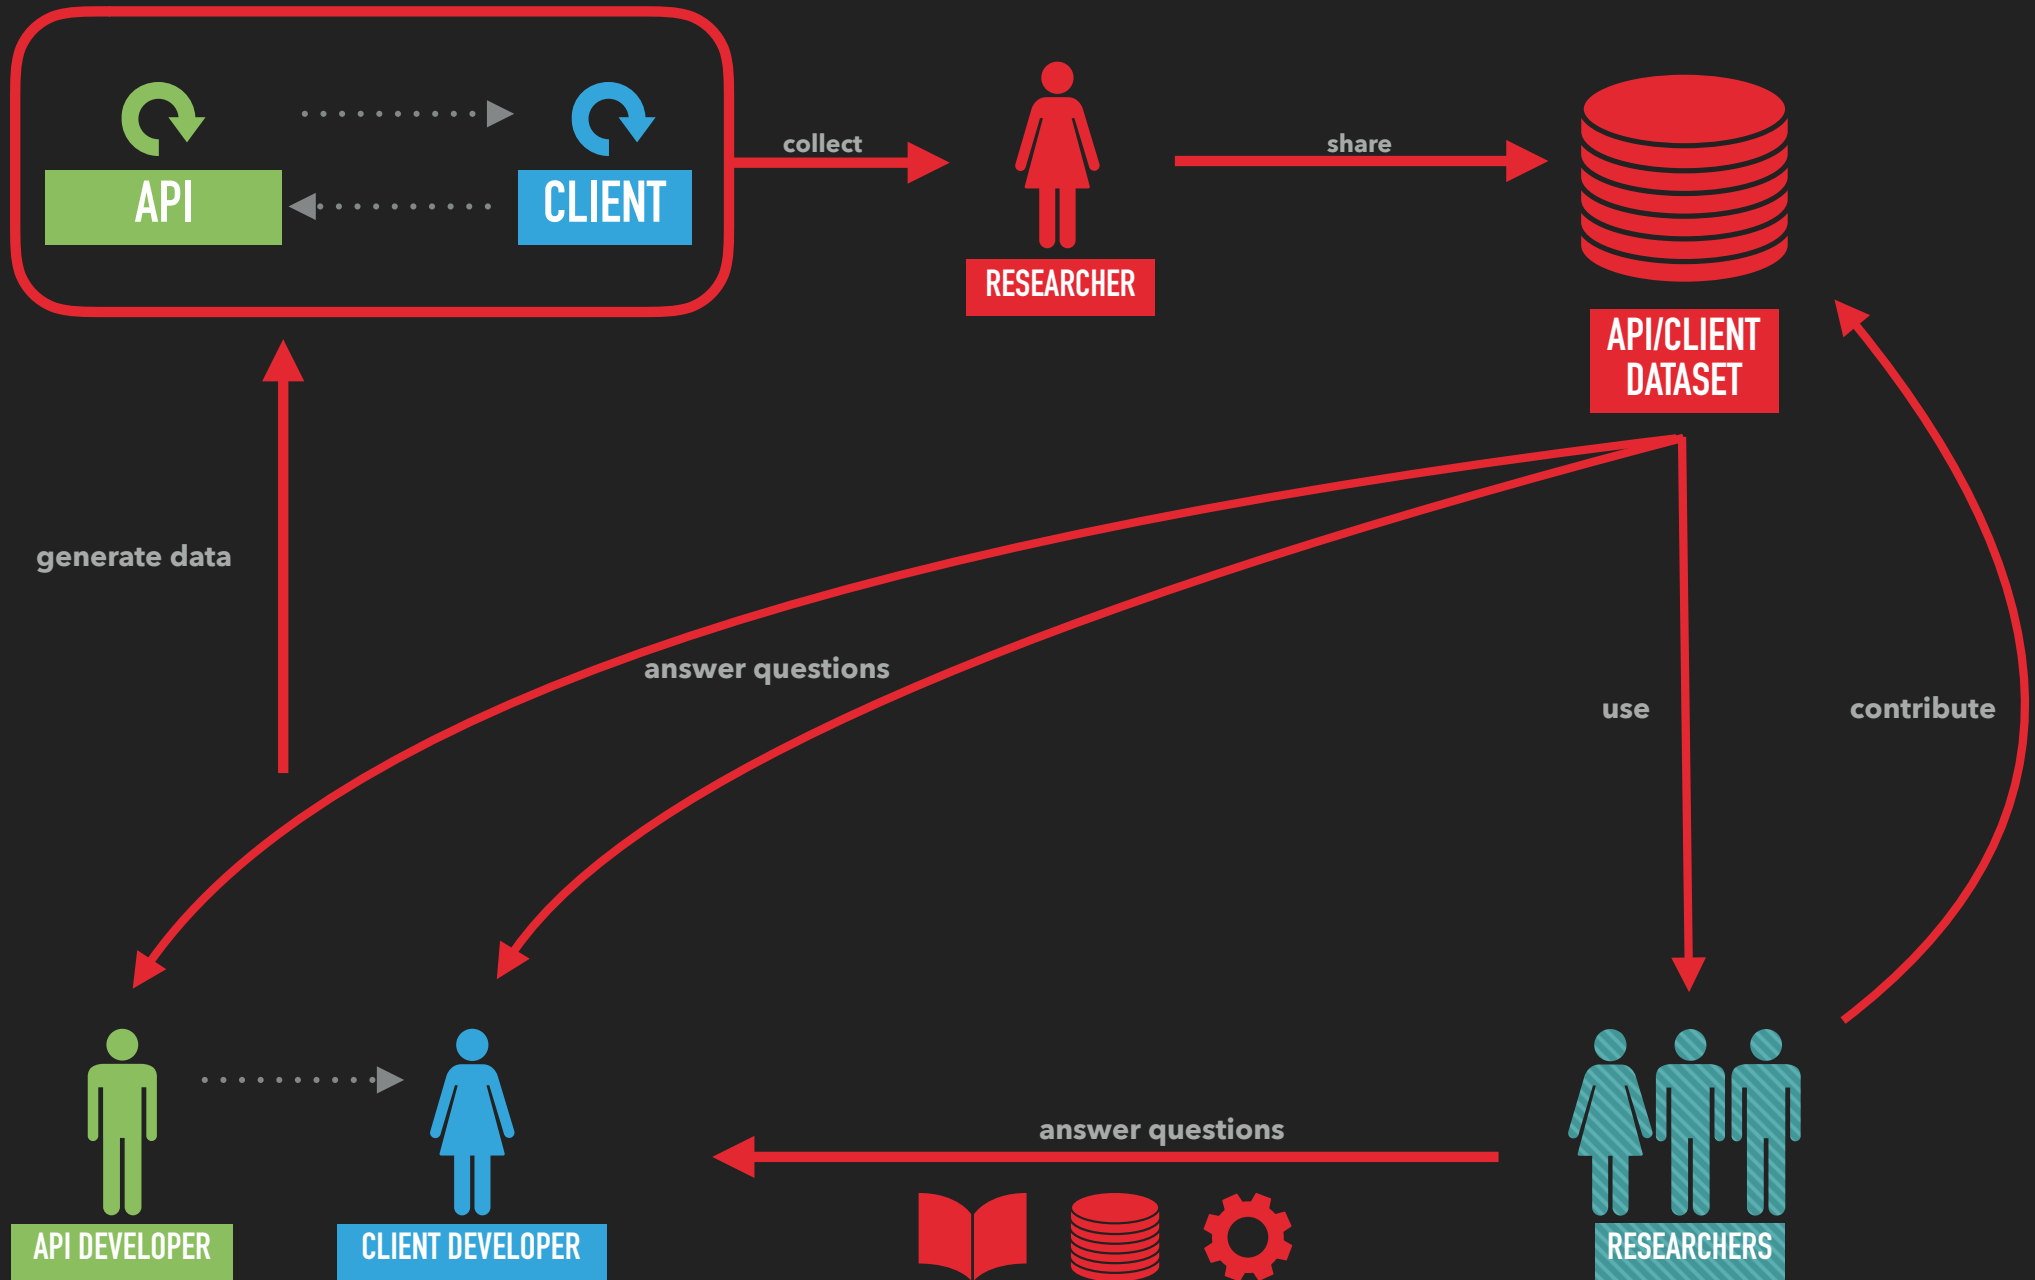 API
CLIENT
collect
RESEARCHER
share
API/CLIENT
DATASET
generate data
answer questions
use
contribute
answer questions
API DEVELOPER
CLIENT DEVELOPER
RESEARCHERS